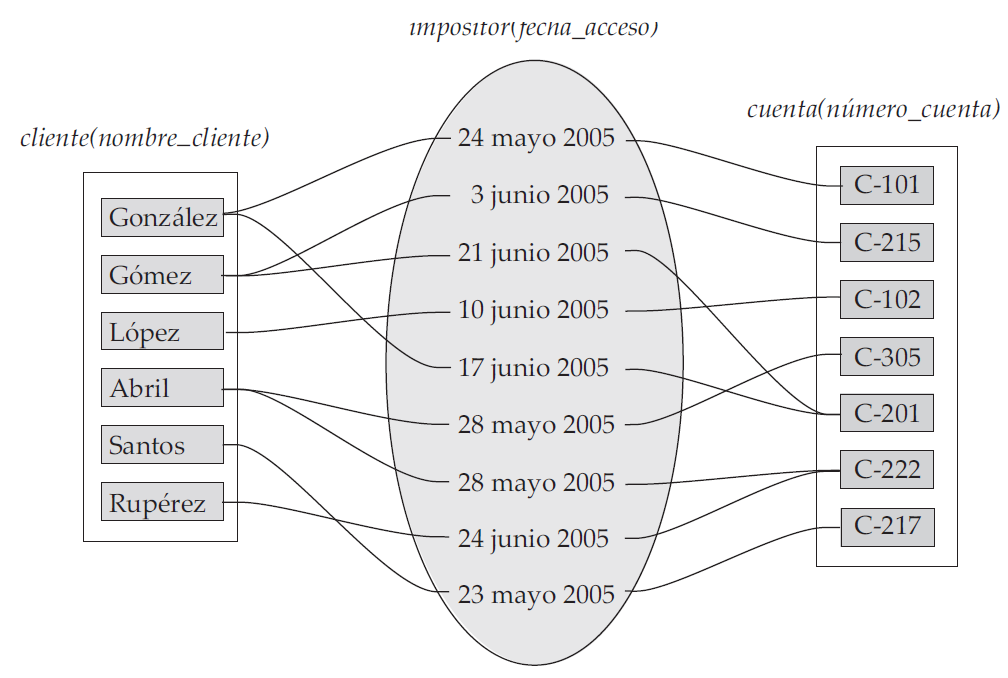 impositor(fecha_acceso)
cuenta(número_cuenta)
cliente(nombre_cliente)
González
Gómez
López
Abril
Santos
Rupérez
24 mayo 2005
3 junio 2005
21 junio 2005
10 junio 2005
17 junio 2005
28 mayo 2005
28 mayo 2005
24 junio 2005
23 mayo 2005
C-101
C-215
C-102
C-305
C-201
C-222
C-217